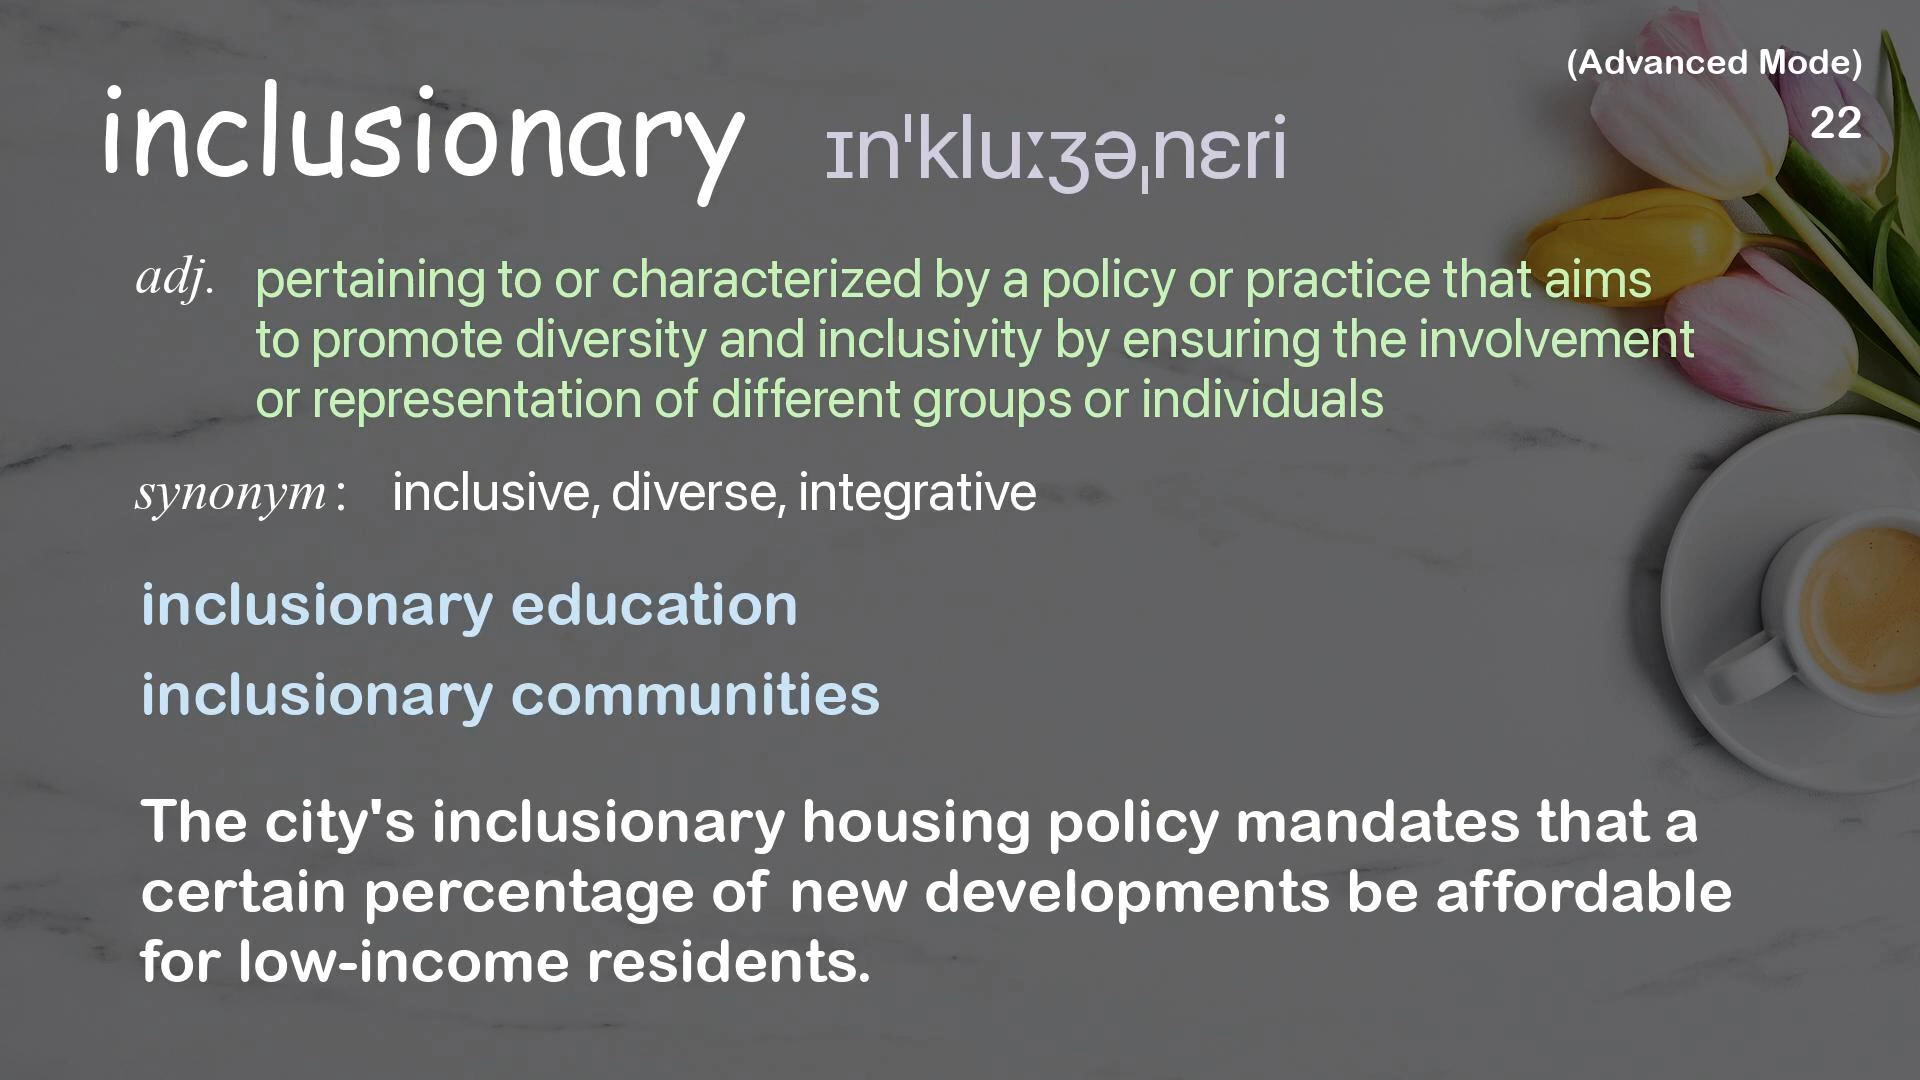 (Advanced Mode)
22
inclusionary ɪnˈkluːʒəˌnɛri
adj. pertaining to or characterized by a policy or practice that aims
to promote diversity and inclusivity by ensuring the involvement
or representation of different groups or individuals
synonym: inclusive, diverse, integrative
inclusionary education
inclusionary communities
The city's inclusionary housing policy mandates that a
certain percentage of new developments be affordable
for low-income residents.